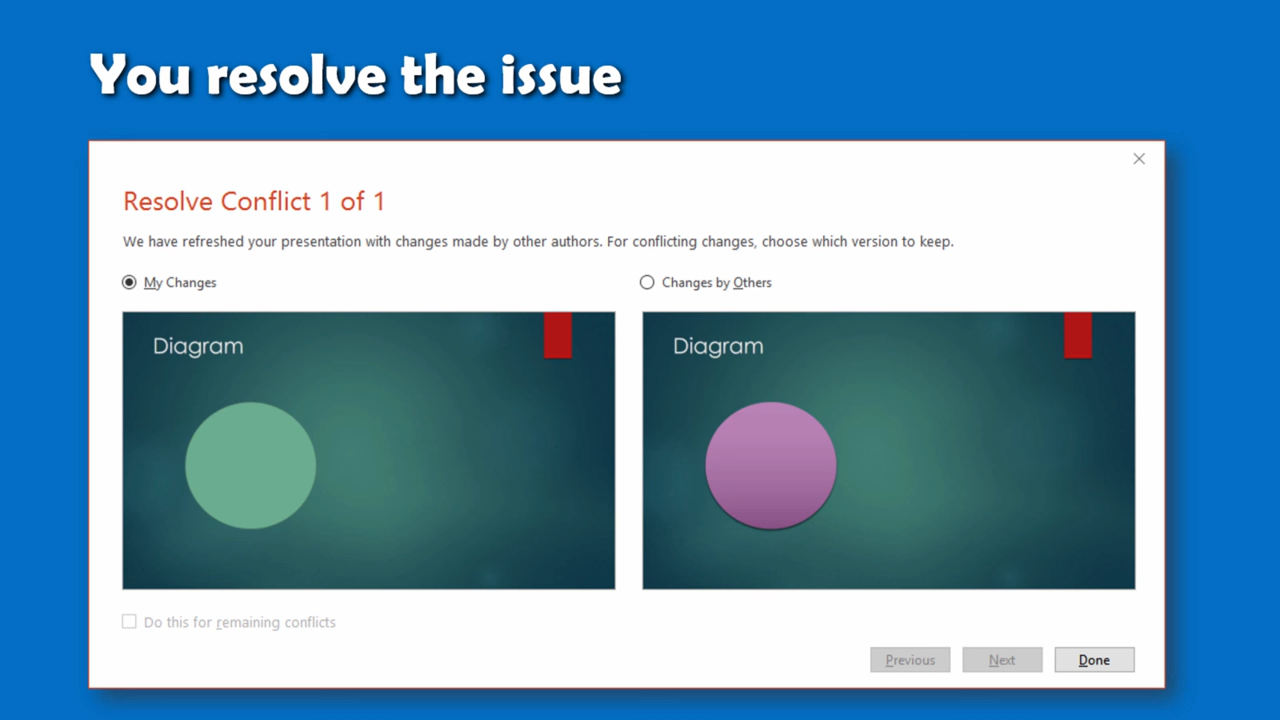 You resolve the issue
Resolve Conflict 1 of 1
We have refreshed your presentation with changes made by other authors. For conflicting changes, choose which version to keep.
My Changes
Changes by Others
Diagram
Diagram
Do this for remaining conflicts
Previous
Next
Done